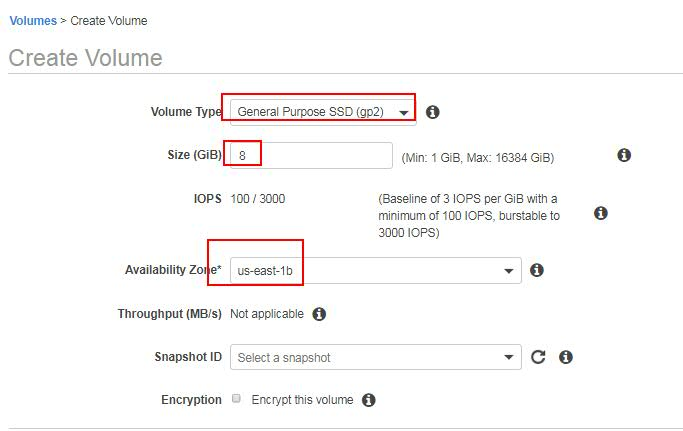 Volumes > Create Volume
Create Volume
Volume Type General Purpose SSD (gp2)
Size (GiB) 8 (Min: 1 GiB, Max: 16384 GiB)
IOPS 100 / 3000 (Baseline of 3 IOPS per GiB with a
minimum of 100 IOPS, burstable to
3000 IOPS)
Availability Zone* us-east-1b
Throughput (MB/s) Not applicable
Snapshot ID Select a snapshot
Encryption Encrypt this volume